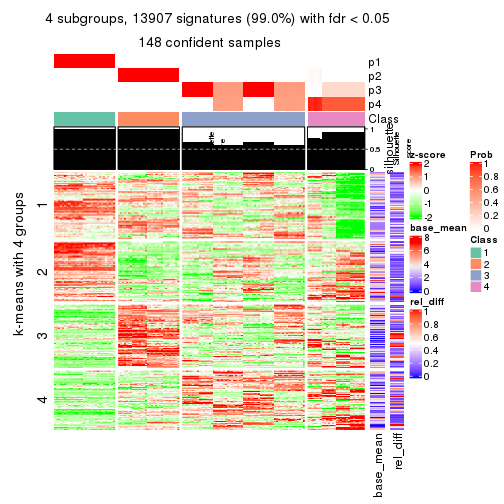 4 subgroups, 13907 signatures (99.0%) with fdr < 0.05
148 confident samples
p1
p2
p3
p4
Class
1
0.5
0
silhouette
Silhouette
score
k-means with 4 groups
1
2
3
4
base_mean
rel_diff
z-score
2
1
0
-1
-2
base_mean
8
6
4
2
0
rel_diff
1
0.8
0.6
0.4
0.2
0
Prob
1
0.8
0.6
0.4
0.2
0
Class
1
2
3
4